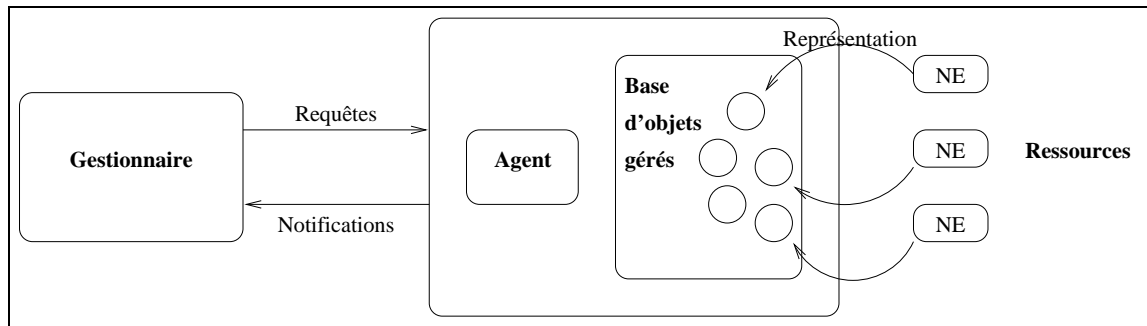 Gestionnaire
Requêtes
Notifications
Agent
Base
d'objets
gérés
Représentation
NE
NE
NE
Ressources